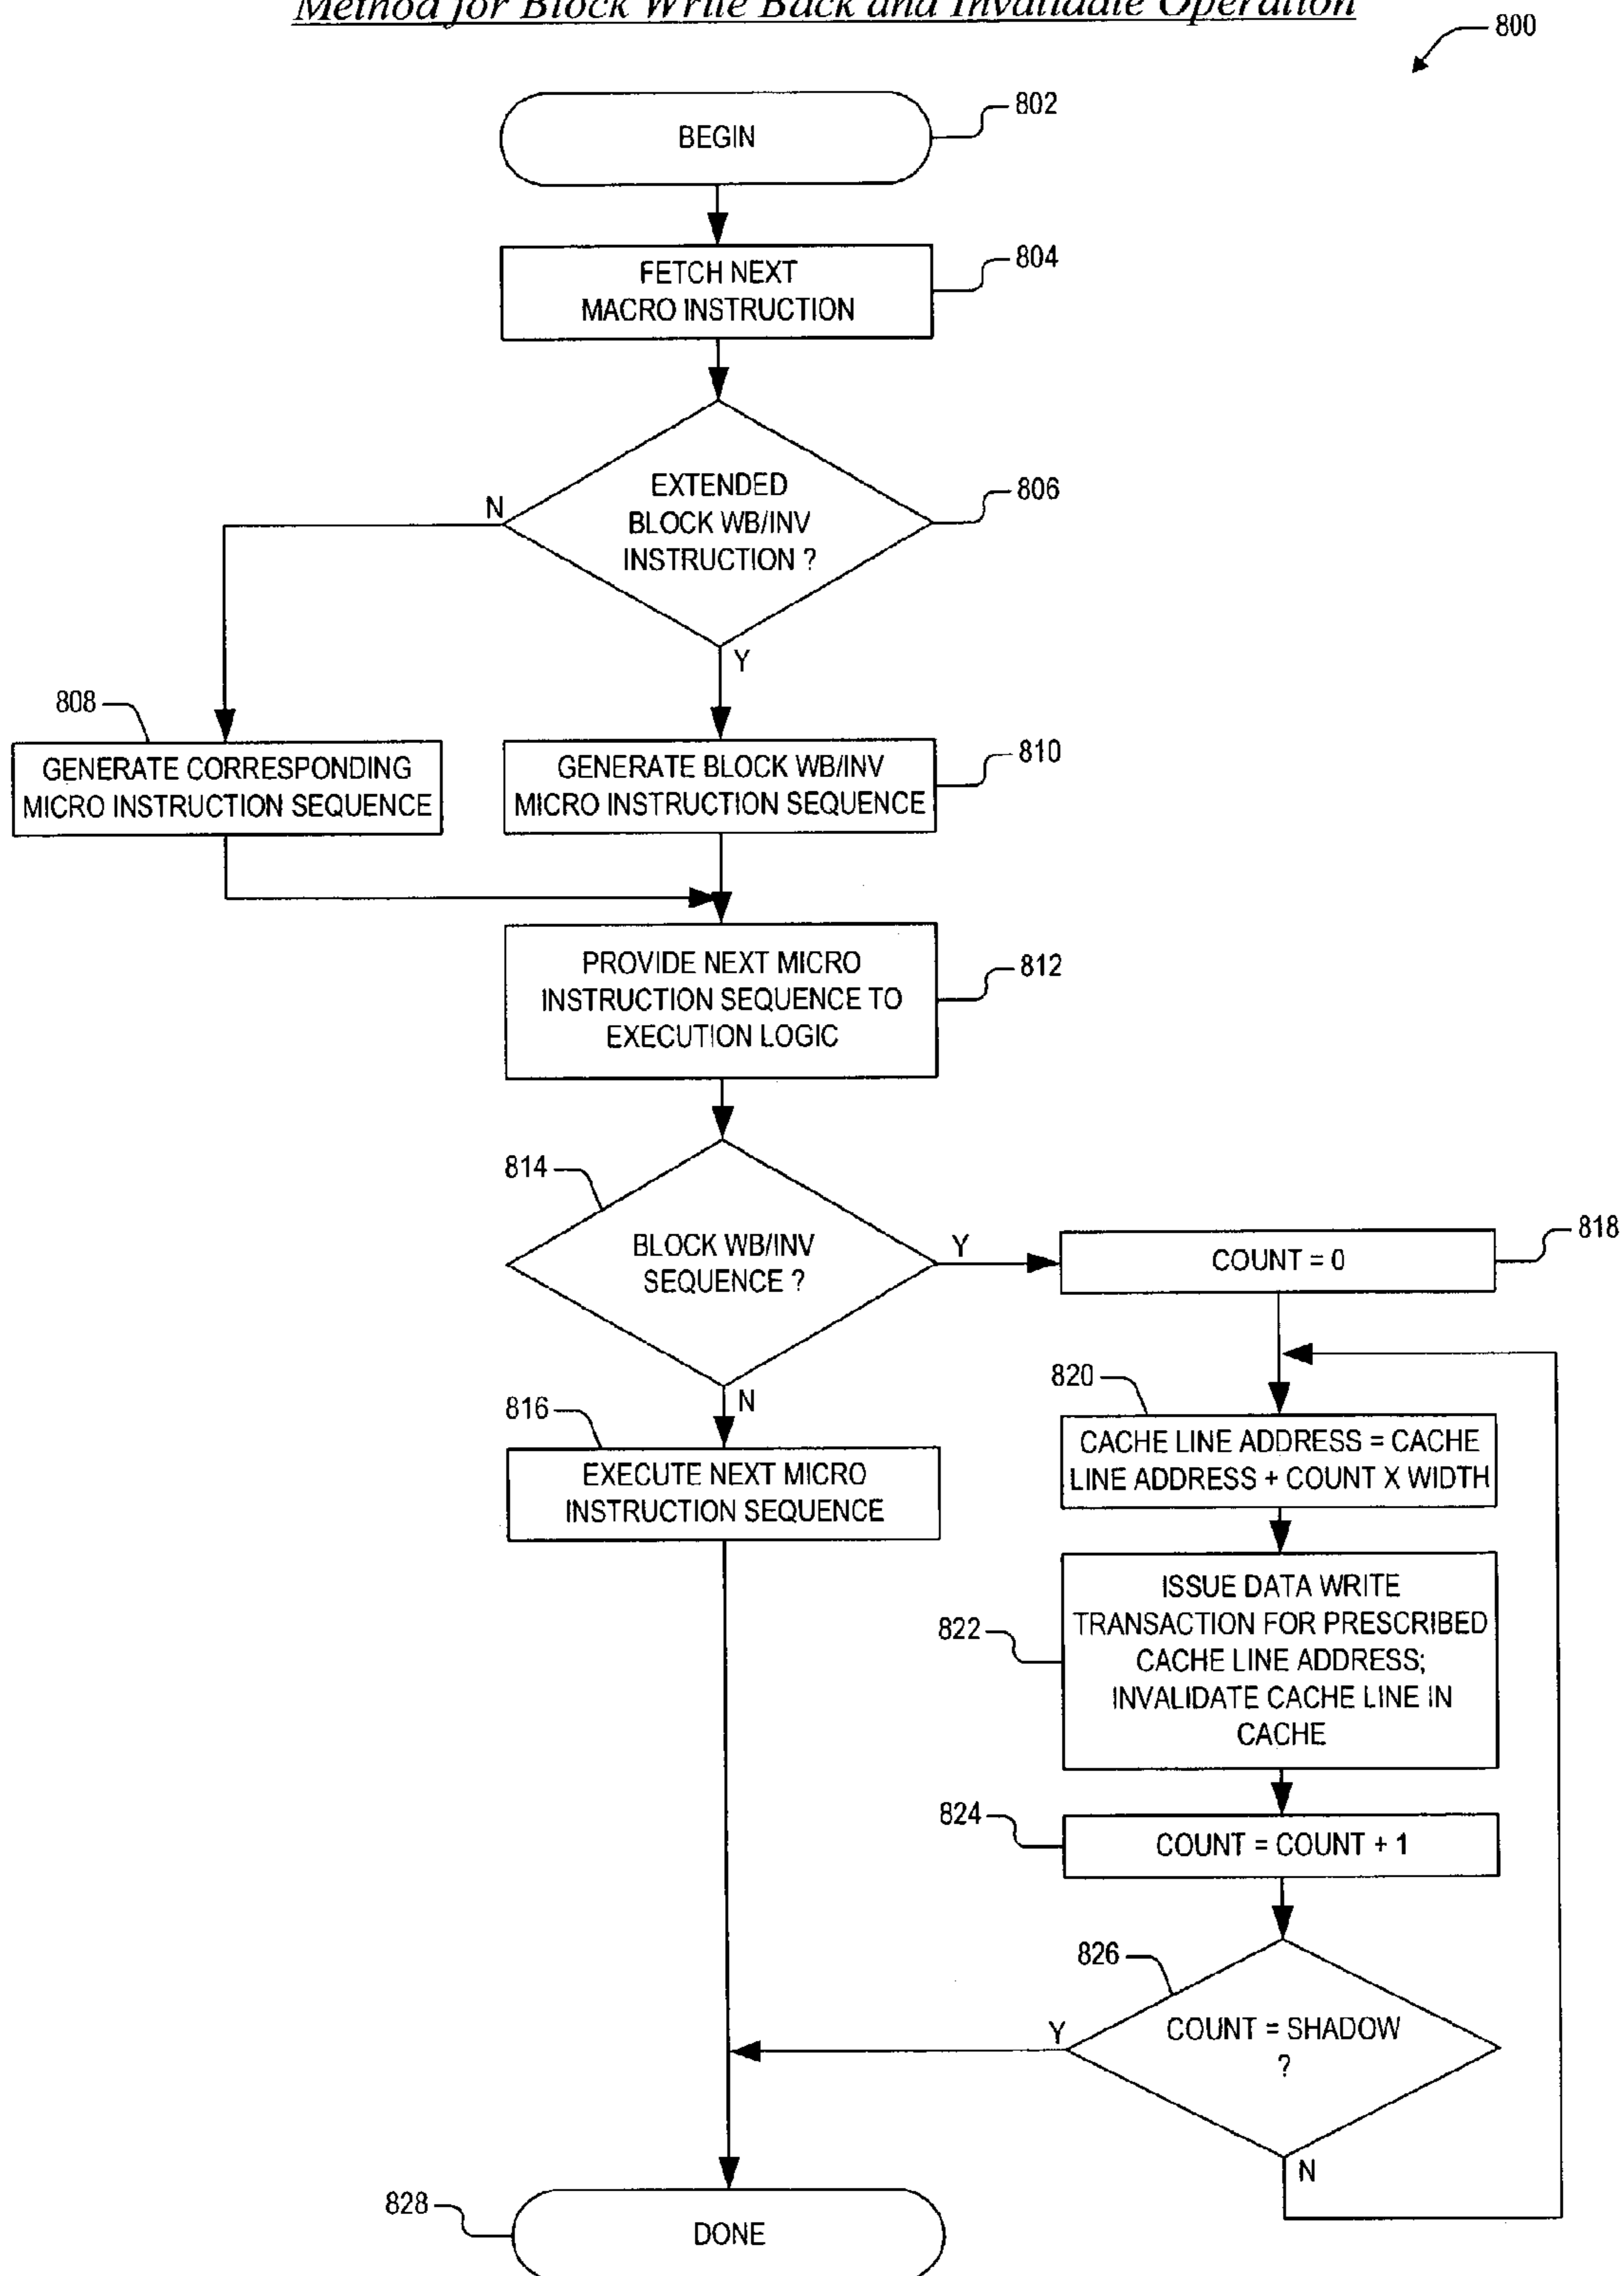 Method for Block Write Back and Invalidate Operation
800
BEGIN
802
FETCH NEXT
MACRO INSTRUCTION
804
EXTENDED
BLOCK WB/INV
INSTRUCTION ?
806
N
Y
808
GENERATE CORRESPONDING
MICRO INSTRUCTION SEQUENCE
GENERATE BLOCK WB/INV
MICRO INSTRUCTION SEQUENCE
810
PROVIDE NEXT MICRO
INSTRUCTION SEQUENCE TO
EXECUTION LOGIC
812
814
BLOCK WB/INV
SEQUENCE ?
Y
N
COUNT = 0
818
816
EXECUTE NEXT MICRO
INSTRUCTION SEQUENCE
820
CACHE LINE ADDRESS = CACHE
LINE ADDRESS + COUNT X WIDTH
822
ISSUE DATA WRITE
TRANSACTION FOR PRESCRIBED
CACHE LINE ADDRESS;
INVALIDATE CACHE LINE IN
CACHE
824
COUNT = COUNT + 1
826
COUNT = SHADOW
?
Y
N
828
DONE